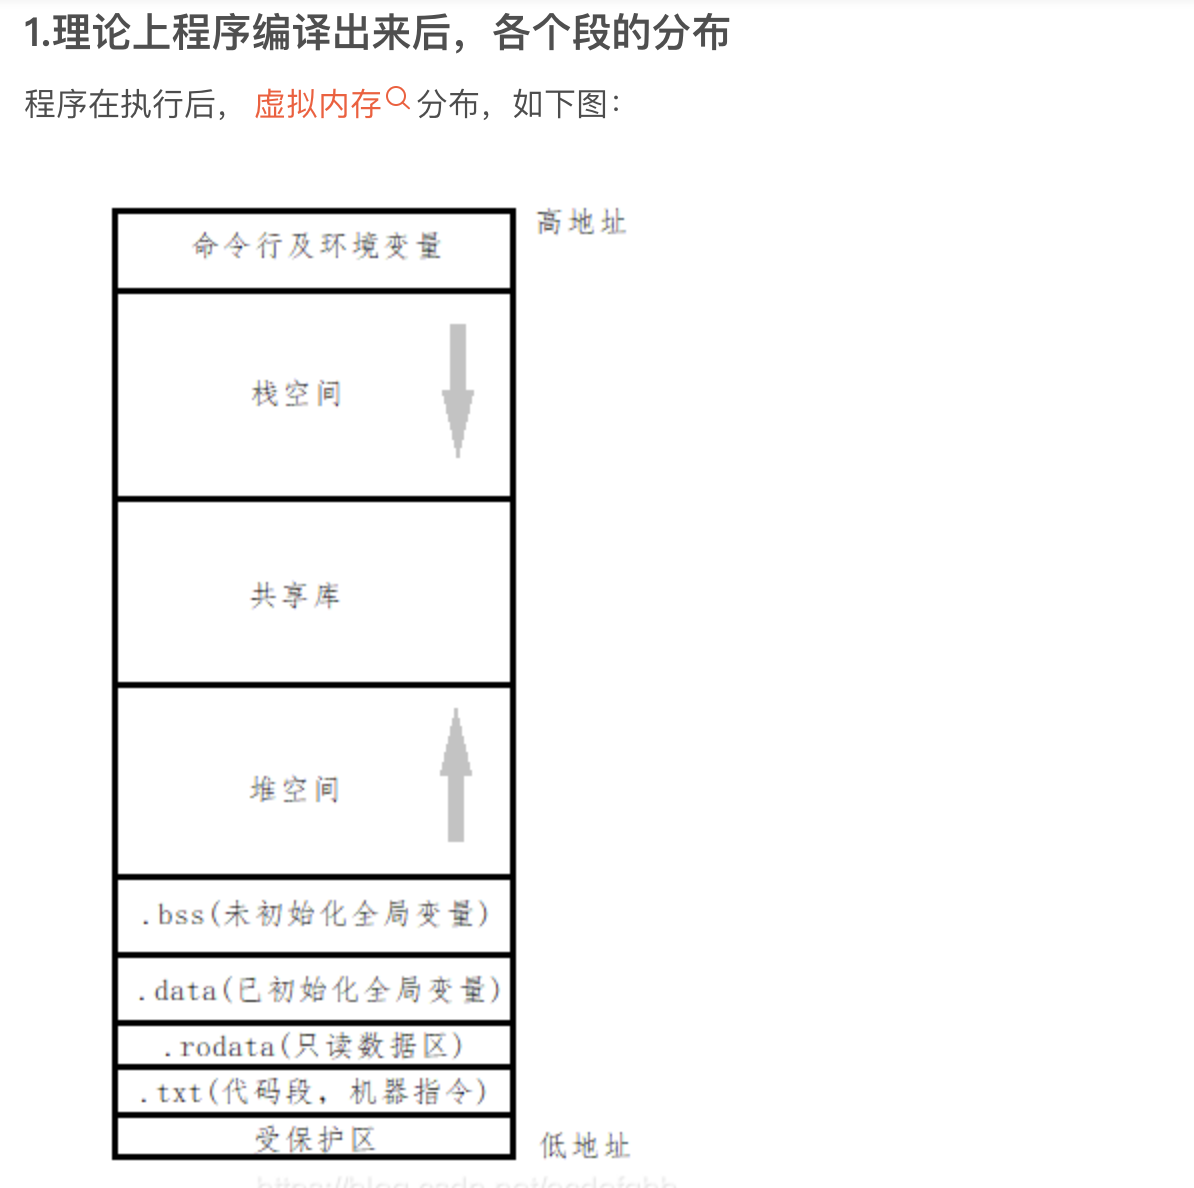 1.理论上程序编译出来后，各个段的分布
程序在执行后，虚拟内存分布，如下图：
高地址
命令行及环境变量
栈空间
共享库
堆空间
.bss(未初始化全局变量)
.data(已初始化全局变量)
.rodata(只读数据区)
.txt(代码段，机器指令)
受保护区
低地址